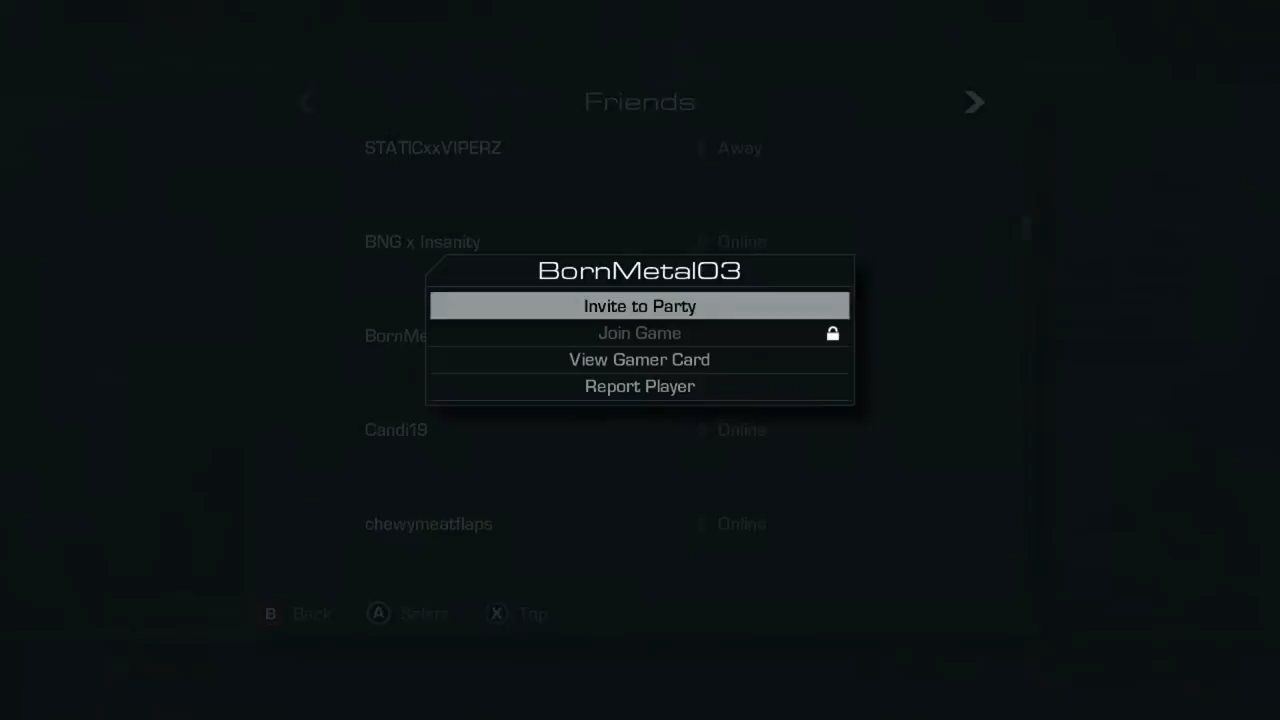 Friends
STATICxxVIPERZ Away
BNG x Insanity Online
BornMetal03
Invite to Party
Join Game
BornMe
View Gamer Card
Report Player
Candi19 Online
chewymeatflaps Online
B Back A Select X Top